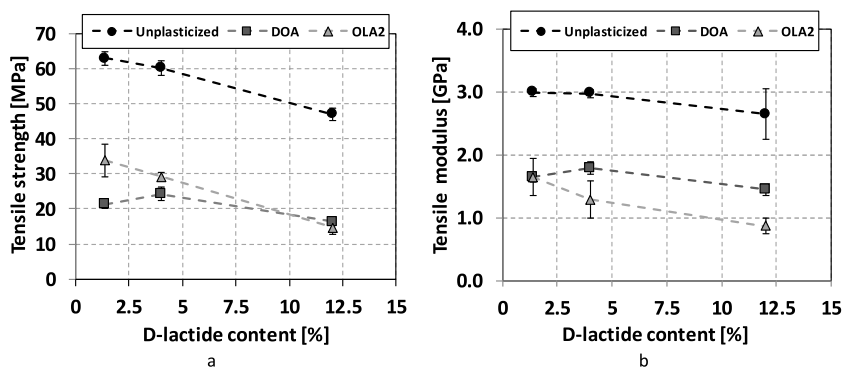 Unplasticized DOA OLA2
70
60
50
40
30
20
10
0
Tensile strength [MPa]
0 2.5 5 7.5 10 12.5 15
D-lactide content [%]
a
Unplasticized DOA OLA2
4.0
3.0
2.0
1.0
0.0
Tensile modulus [GPa]
0 2.5 5 7.5 10 12.5 15
D-lactide content [%]
b